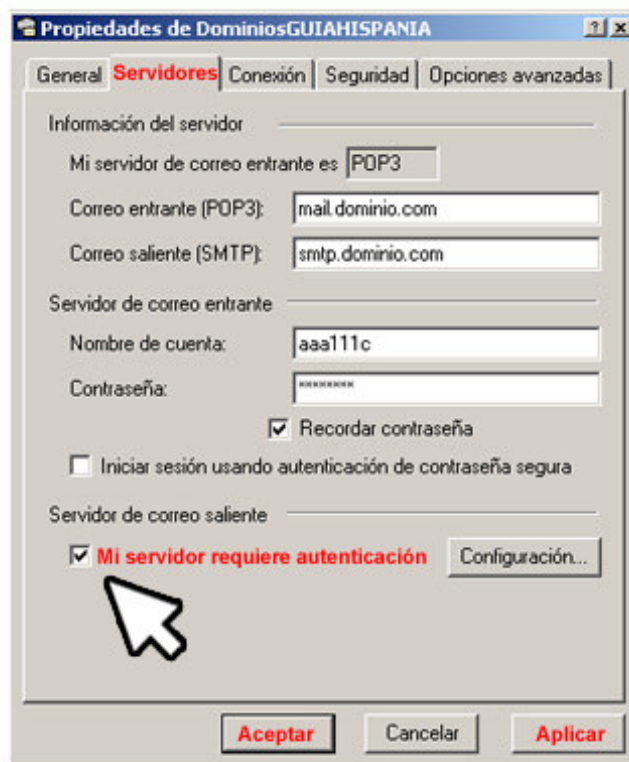 Propiedades de DominiosGUIAHISPANIA
General Servidores Conexión Seguridad Opciones avanzadas
Información del servidor
Mi servidor de correo entrante es POP3
Correo entrante (POP3): mail.dominio.com
Correo saliente (SMTP): smtp.dominio.com
Servidor de correo entrante
Nombre de cuenta: aaa111c
Contraseña: ********
Recordar contraseña
Iniciar sesión usando autenticación de contraseña segura
Servidor de correo saliente
Mi servidor requiere autenticación Configuración...
Aceptar Cancelar Aplicar